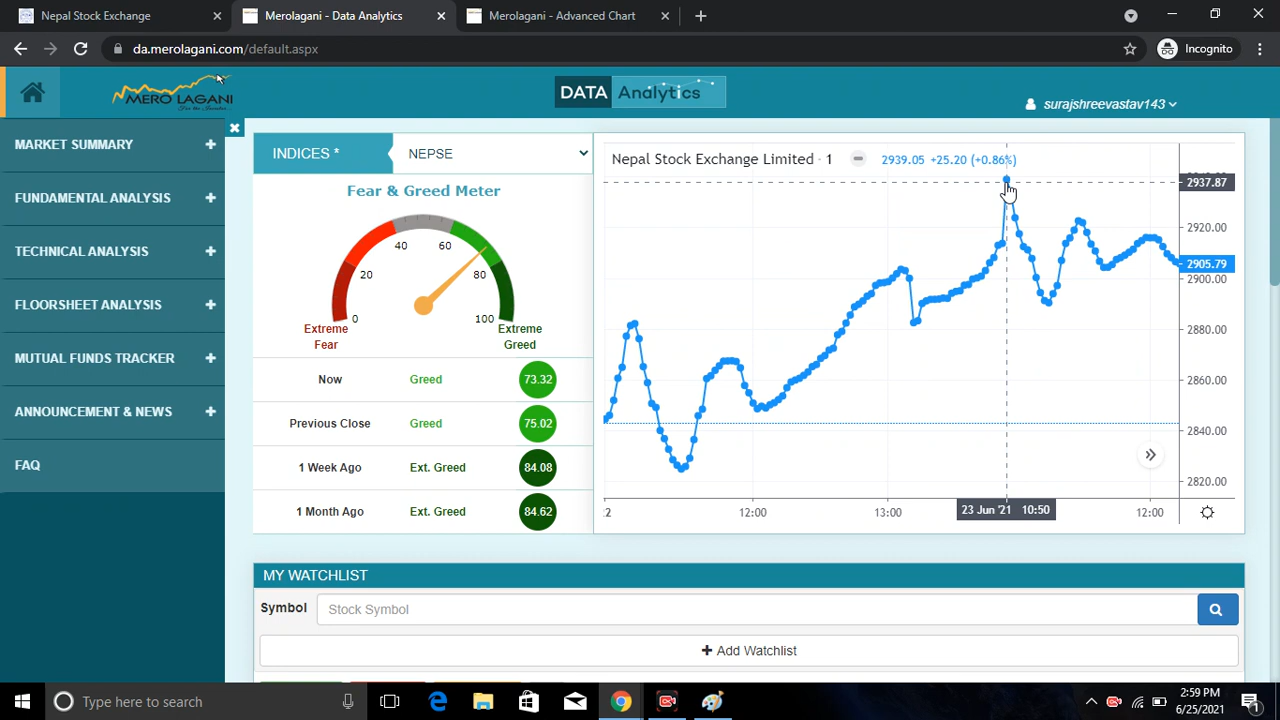 Nepal Stock Exchange
Merolagani - Data Analytics
Merolagani - Advanced Chart
da.merolagani.com/default.aspx
Incognito
MERO LAGANI
DATA Analytics
surajshreevastav143
MARKET SUMMARY
FUNDAMENTAL ANALYSIS
TECHNICAL ANALYSIS
FLOORSHEET ANALYSIS
MUTUAL FUNDS TRACKER
ANNOUNCEMENT & NEWS
FAQ
INDICES *
NEPSE
Fear & Greed Meter
0
20
40
60
80
100
Extreme
Fear
Extreme
Greed
Now Greed 73.32
Previous Close Greed 75.02
1 Week Ago Ext. Greed 84.08
1 Month Ago Ext. Greed 84.62
Nepal Stock Exchange Limited · 1
2939.05 +25.20 (+0.86%)
2937.87
2920.00
2905.79
2900.00
2880.00
2860.00
2840.00
2820.00
:2
12:00
13:00
23 Jun '21 10:50
12:00
MY WATCHLIST
Symbol
Stock Symbol
+ Add Watchlist
Type here to search
2:59 PM
6/25/2021
1